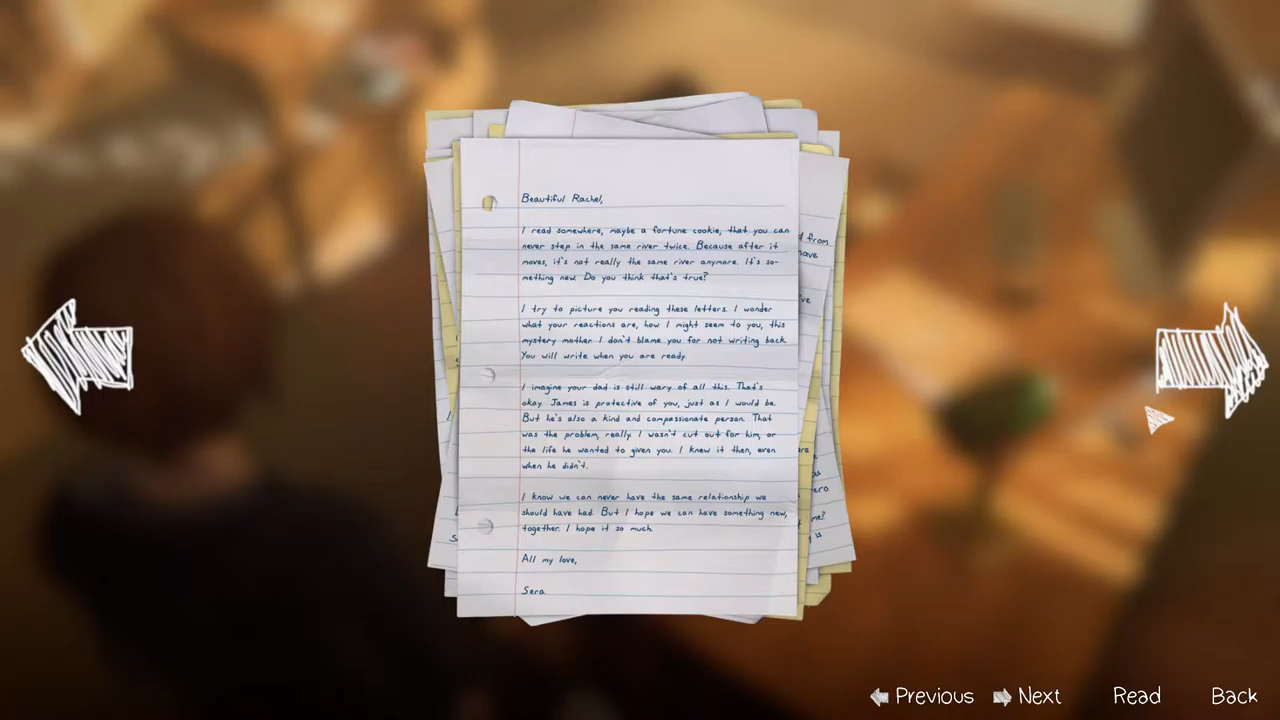 Beautiful Rachel,
I read somewhere, maybe a fortune cookie, that you can
never step in the same river twice. Because after it
moves, it's not really the same river anymore. It's so-
mething new. Do you think that's true?
I try to picture you reading these letters. I wonder
what your reactions are, how I might seem to you, this
mystery mother. I don't blame you for not writing back.
You will write when you are ready.
I imagine your dad is still wary of all this. That's
okay. James is protective of you, just as I would be.
But he's also a kind and compassionate person. That
was the problem, really. I wasn't cut out for him, or
the life he wanted to given you. I knew it then, even
when he didn't.
I know we can never have the same relationship we
should have had. But I hope we can have something new,
together. I hope it so much.
All my love,
Sera
from
have
've
me?
is
Previous
Next
Read
Back